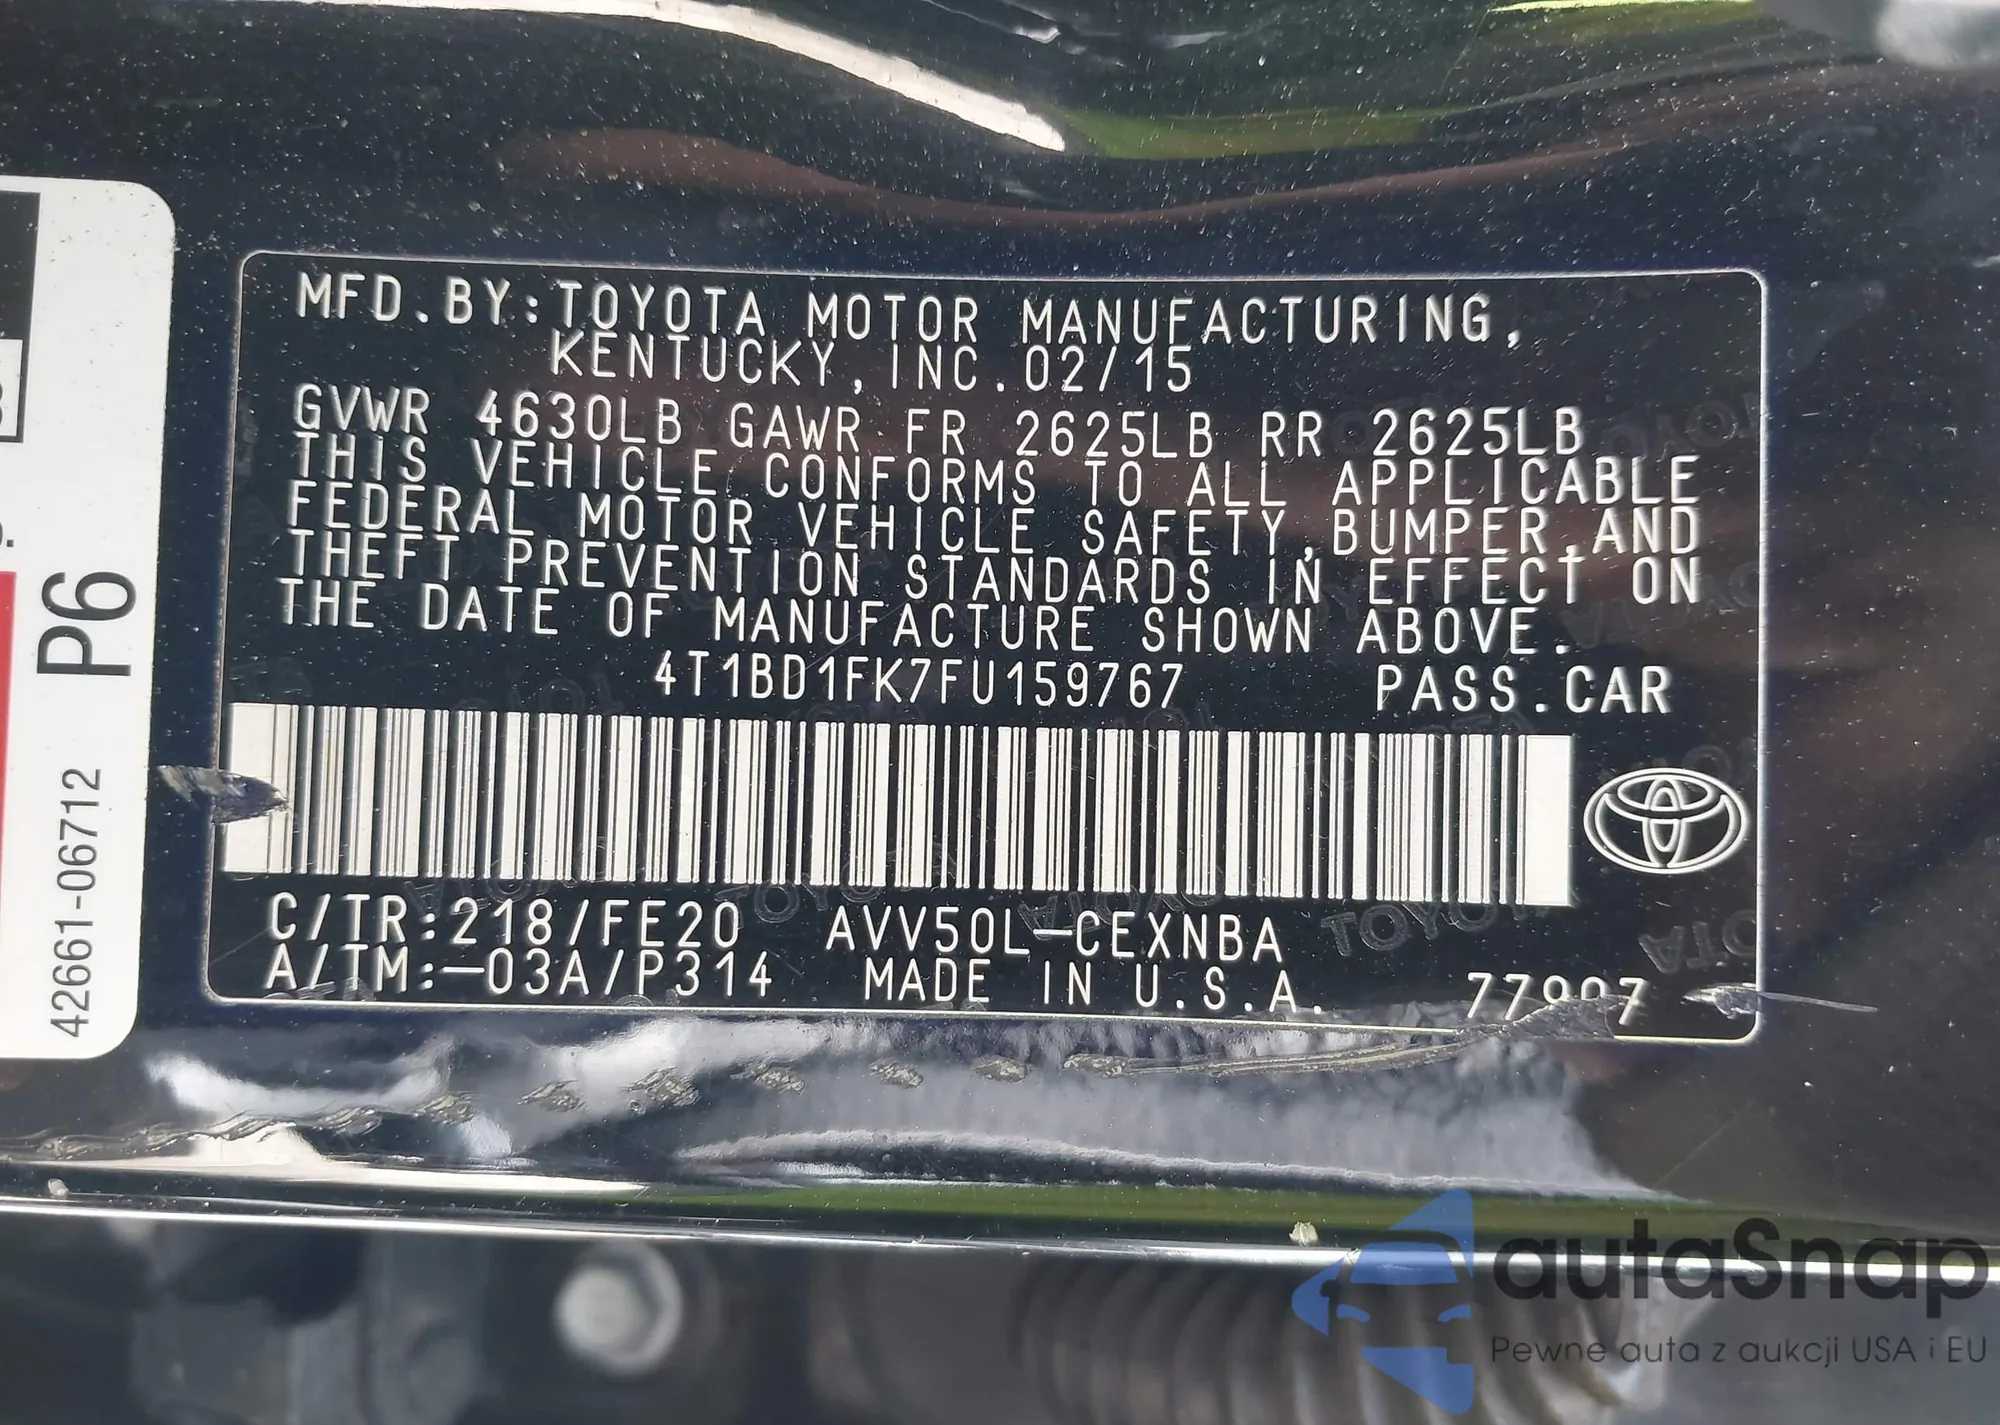 MFD.BY:TOYOTA MOTOR MANUFACTURING,
KENTUCKY,INC.02/15
GVWR 4630LB GAWR FR 2625LB RR 2625LB
THIS VEHICLE CONFORMS TO ALL APPLICABLE
FEDERAL MOTOR VEHICLE SAFETY,BUMPER,AND
THEFT PREVENTION STANDARDS IN EFFECT ON
THE DATE OF MANUFACTURE SHOWN ABOVE.
4T1BD1FK7FU159767 PASS.CAR
C/TR:218/FE20 AVV50L-CEXNBA
A/TM:-03A/P314 MADE IN U.S.A.
P6
42661-06712
autaSnap
Pewne auta z aukcji USA i EU